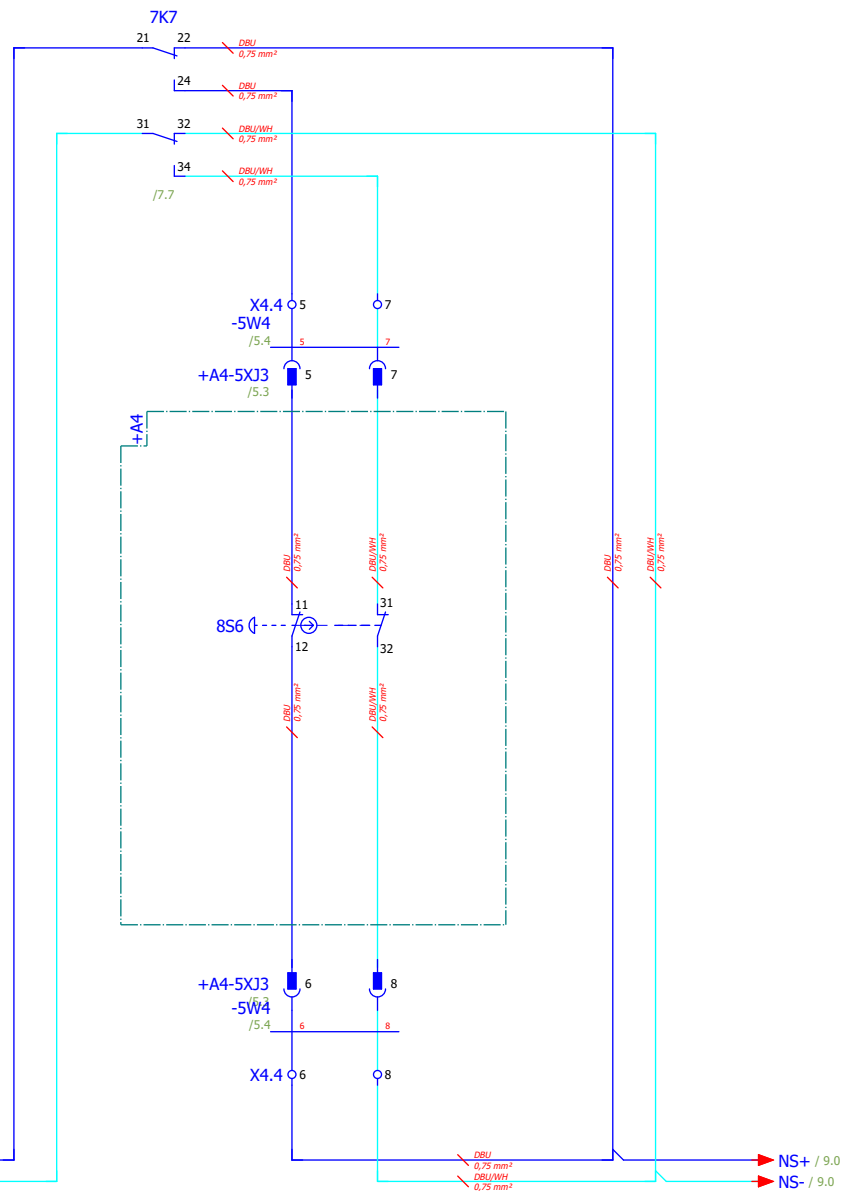 7K7
21 22
DBU
0,75 mm²
24
DBU
0,75 mm²
31 32
DBU/WH
0,75 mm²
34
DBU/WH
0,75 mm²
/7.7
X4.4 5 7
-5W4
/5.4 5 7
+A4-5XJ3 5 7
/5.3
+A4
DBU
0,75 mm²
DBU/WH
0,75 mm²
DBU
0,75 mm²
DBU/WH
0,75 mm²
11 31
8S6
12 32
DBU
0,75 mm²
DBU/WH
0,75 mm²
+A4-5XJ3 6 8
/5.3
-5W4
/5.4 6 8
X4.4 6 8
DBU
0,75 mm²
NS+ / 9.0
DBU/WH
0,75 mm²
NS- / 9.0